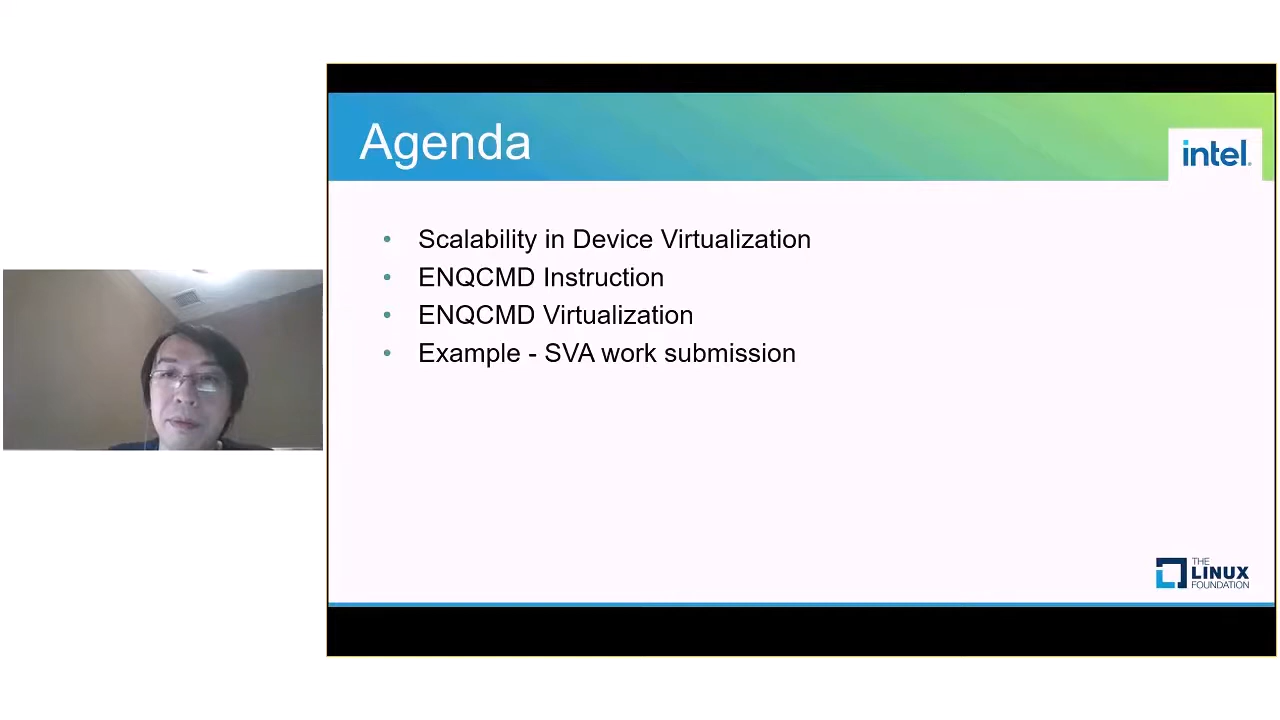 Agenda
intel.
• Scalability in Device Virtualization
• ENQCMD Instruction
• ENQCMD Virtualization
• Example - SVA work submission
THE
LINUX
FOUNDATION